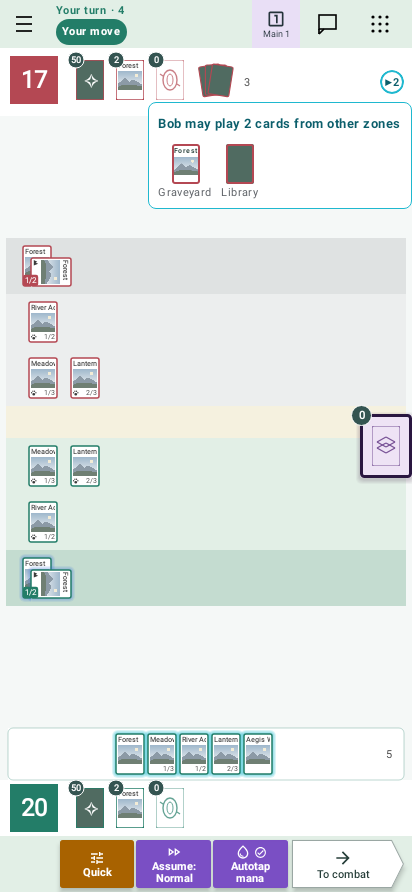 Your turn · 4
Your move
1
Main 1
17
50
2
Forest
0
3
2
Bob may play 2 cards from other zones
Forest
Graveyard
Library
Forest
Forest
1/2
River Ac
1/2
Meadow
1/3
Lantern
2/3
0
Meadow
1/3
Lantern
2/3
River Ac
1/2
Forest
Forest
1/2
Forest
Meadow
1/3
River Ac
1/2
Lantern
2/3
Aegis
5
20
50
2
Forest
0
Quick
Assume:
Normal
Autotap
mana
To combat